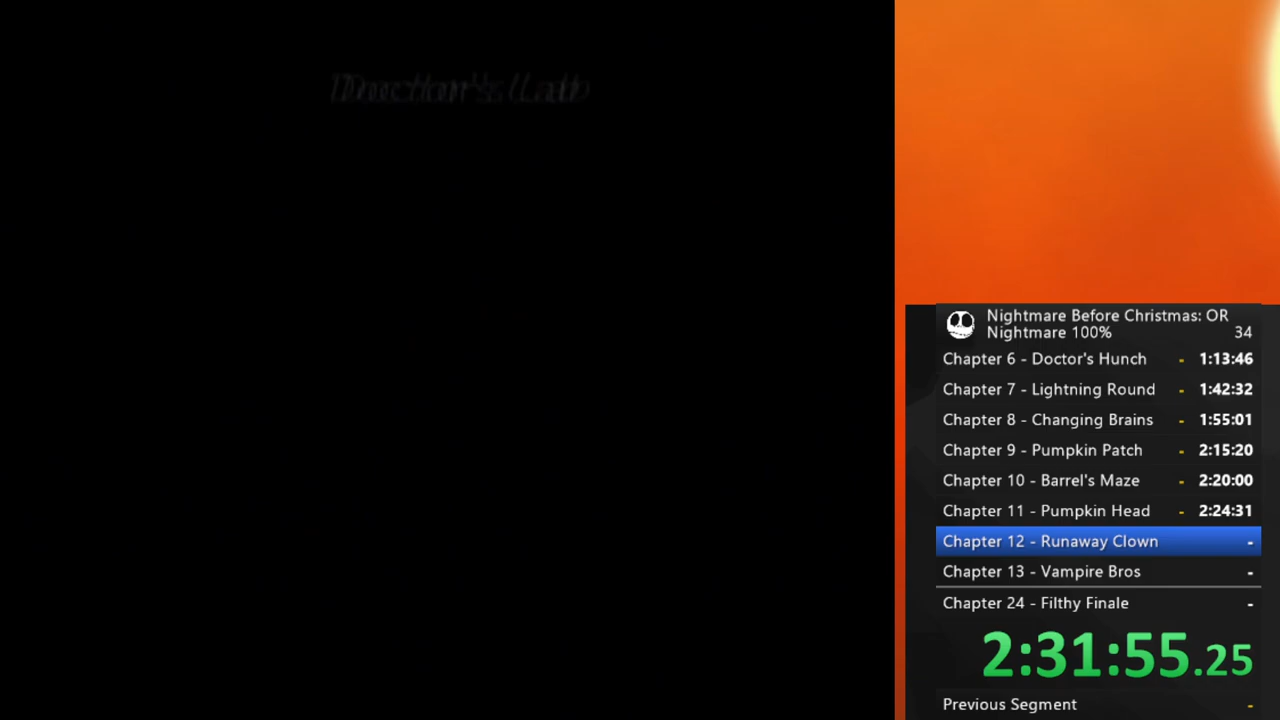 Doctor's Lab
Nightmare Before Christmas: OR
Nightmare 100% 34
Chapter 6 - Doctor's Hunch - 1:13:46
Chapter 7 - Lightning Round - 1:42:32
Chapter 8 - Changing Brains - 1:55:01
Chapter 9 - Pumpkin Patch - 2:15:20
Chapter 10 - Barrel's Maze - 2:20:00
Chapter 11 - Pumpkin Head - 2:24:31
Chapter 12 - Runaway Clown -
Chapter 13 - Vampire Bros -
Chapter 24 - Filthy Finale -
2:31:55.25
Previous Segment -